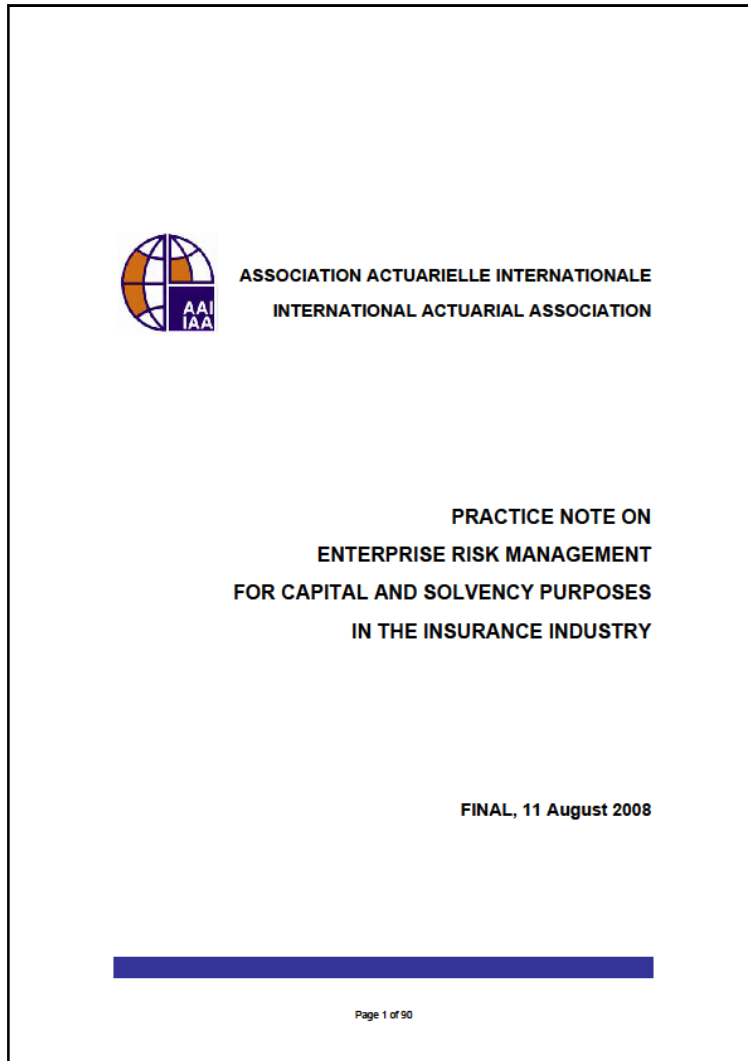 ASSOCIATION ACTUARIELLE INTERNATIONALE
INTERNATIONAL ACTUARIAL ASSOCIATION
AAI
IAA
PRACTICE NOTE ON
ENTERPRISE RISK MANAGEMENT
FOR CAPITAL AND SOLVENCY PURPOSES
IN THE INSURANCE INDUSTRY
FINAL, 11 August 2008
Page 1 of 90